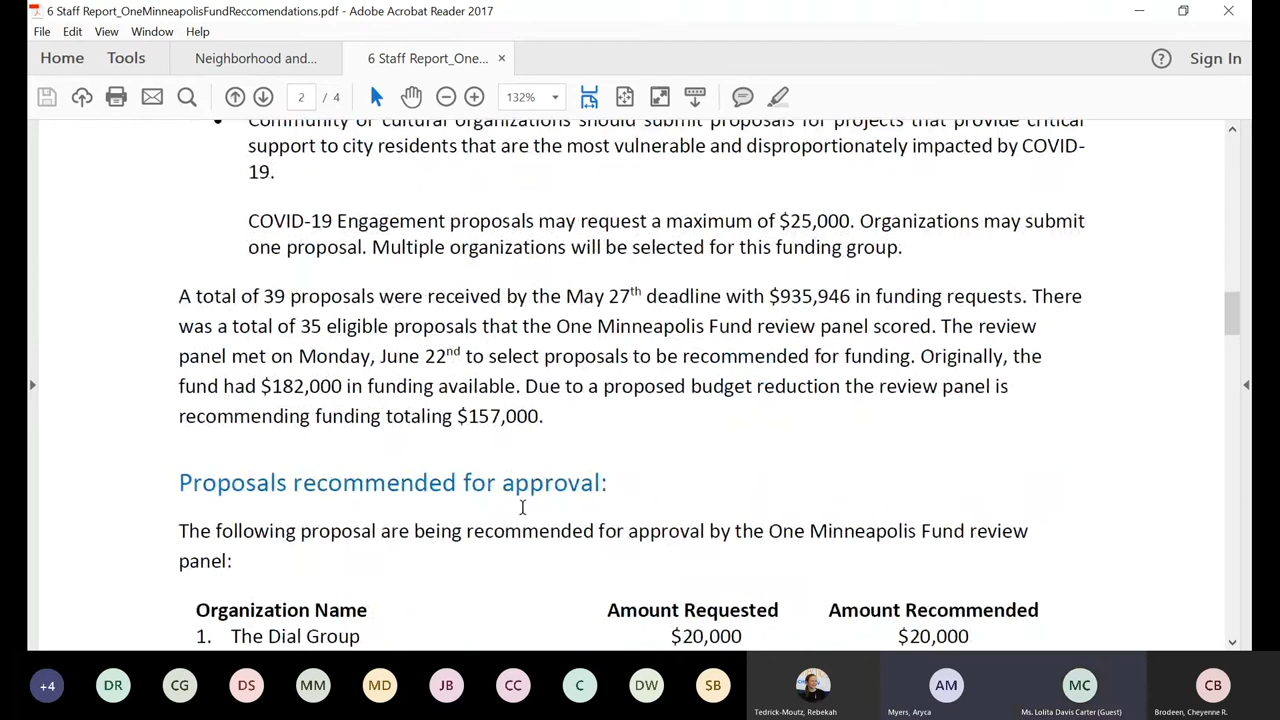 6 Staff Report_OneMinneapolisFundReccomendations.pdf - Adobe Acrobat Reader 2017
File Edit View Window Help
Home Tools Neighborhood and... 6 Staff Report_One... × ? Sign In
2 / 4 132%
Community or cultural organizations should submit proposals for projects that provide critical
support to city residents that are the most vulnerable and disproportionately impacted by COVID-
19.
COVID-19 Engagement proposals may request a maximum of $25,000. Organizations may submit
one proposal. Multiple organizations will be selected for this funding group.
A total of 39 proposals were received by the May 27th deadline with $935,946 in funding requests. There
was a total of 35 eligible proposals that the One Minneapolis Fund review panel scored. The review
panel met on Monday, June 22nd to select proposals to be recommended for funding. Originally, the
fund had $182,000 in funding available. Due to a proposed budget reduction the review panel is
recommending funding totaling $157,000.
Proposals recommended for approval:
The following proposal are being recommended for approval by the One Minneapolis Fund review
panel:
Organization Name Amount Requested Amount Recommended
1. The Dial Group $20,000 $20,000
+4 DR CG DS MM MD JB CC C DW SB AM MC CB
Tedrick-Moutz, Rebekah Myers, Aryca Ms. Lolita Davis Carter (Guest) Brodeen, Cheyenne R.